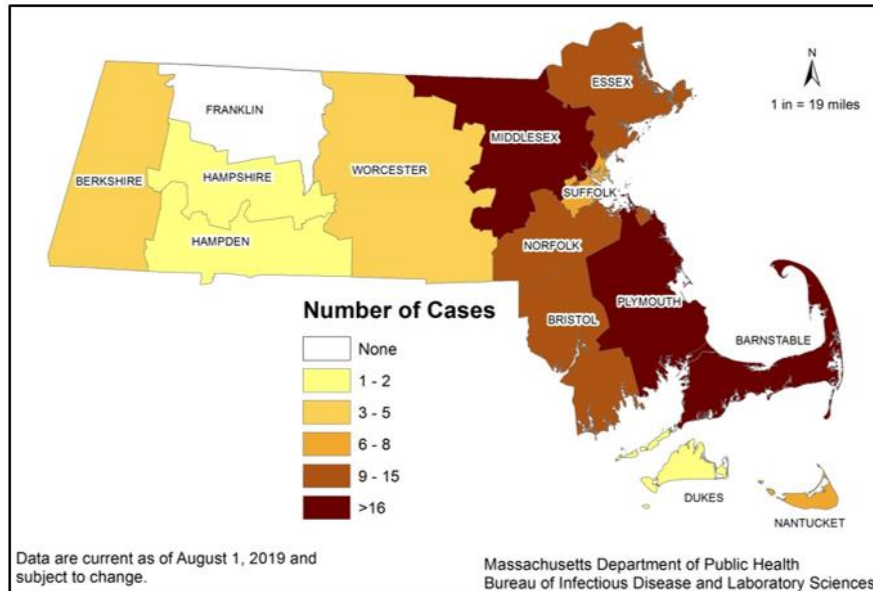 N
1 in = 19 miles
ESSEX
FRANKLIN
MIDDLESEX
BERKSHIRE
HAMPSHIRE
WORCESTER
SUFFOLK
HAMPDEN
NORFOLK
PLYMOUTH
BRISTOL
BARNSTABLE
DUKES
NANTUCKET
Number of Cases
None
1 - 2
3 - 5
6 - 8
9 - 15
>16
Data are current as of August 1, 2019 and
subject to change.
Massachusetts Department of Public Health
Bureau of Infectious Disease and Laboratory Sciences